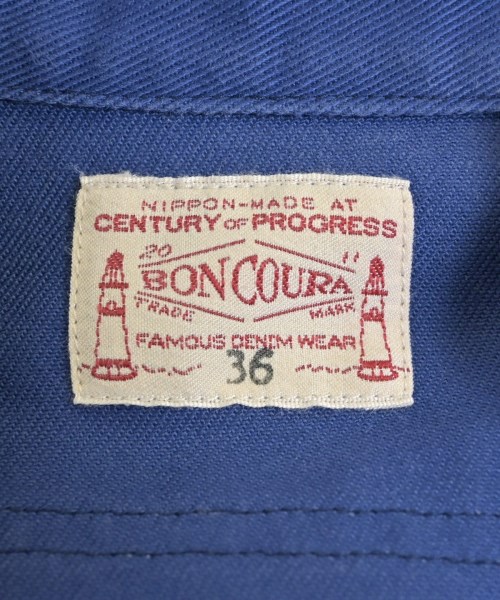 NIPPON-MADE AT
CENTURY OF PROGRESS
20 11
BONCOURA
TRADE MARK
FAMOUS DENIM WEAR
36